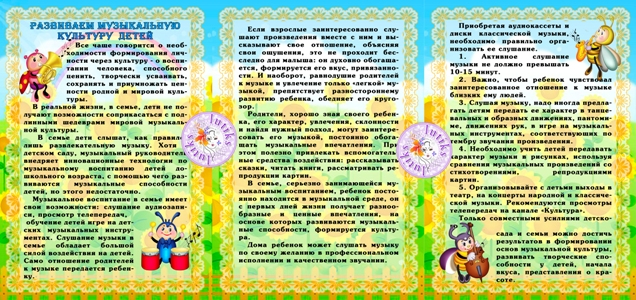 РАЗВИВАЕМ МУЗЫКАЛЬНУЮ
КУЛЬТУРУ ДЕТЕЙ
Все чаще говорится о необ-
ходимости формирования лич-
ности через культуру - о воспи-
тании человека, способного
ценить, творчески усваивать,
сохранять и приумножать цен-
ности родной и мировой куль-
туры.
В реальной жизни, в семье, дети не по-
лучают возможности соприкасаться с под-
линными шедеврами мировой музыкаль-
ной культуры.
В семье дети слышат, как прави-
ло, развлекательную музыку. Хотя в
детском саду, музыкальный руководитель
внедряет инновационные технологии по
музыкальному воспитанию детей до-
школьного возраста, с помощью чего раз-
виваются музыкальные способности
детей, но этого недостаточно.
Музыкальное воспитание в семье имеет
свои возможности: слушание аудиозапи-
си, просмотр телепередач,
обучение детей игре на дет-
ских музыкальных инстру-
ментах. Слушание музыки в
семье обладает большой
силой воздействия на детей.
Само отношение родителей
к музыке передается ребен-
ку.
Если взрослые заинтересованно слу-
шают произведения вместе с ним и вы-
сказывают свое отношение, объясняя
свои ощущения, это не проходит бес-
следно для малыша: он духовно обогаща-
ется, формируется его вкус, привязанно-
сти. И наоборот, равнодушие родителей
к музыке и увлечение только «легкой» му-
зыкой, препятствует разностороннему
развитию ребенка, обедняет его круго-
зор.
Родители, хорошо зная своего ребен-
ка, его характер, увлечения, склонности
и найдя нужный подход, могут заинтере-
совать его музыкой, постоянно обога-
щать музыкальные впечатления. При
этом полезно привлекать вспомогатель-
ные средства воздействия: рассказывать
сказки, читать книги, рассматривать ре-
продукции картин.
В семье, серьезно занимающейся му-
зыкальным воспитанием, ребенок посто-
янно находится в музыкальной среде, он
с первых дней жизни получает разнооб-
разные и ценные впечатления, на
основе которых развиваются музыкаль-
ные способности, формируется культу-
ра.
Дома ребенок может слушать музыку
по своему желанию в профессиональном
исполнении и качественном звучании.
Приобретая аудиокассеты и
диски классической музыки,
необходимо правильно орга-
низовать ее слушание.
1. Активное слушание
музыки не должно превышать
10-15 минут.
2. Важно, чтобы ребенок чувствовал
заинтересованное отношение к музыке
близких ему людей.
3. Слушая музыку, надо иногда предла-
гать детям передать ее характер в танце-
вальных и образных движениях, пантоми-
ме, движениях рук, в игре на музыкаль-
ных инструментах, соответствующих по
тембру звучания произведению.
4. Необходимо учить детей передавать
характер музыки в рисунках, используя
сравнения музыкальных произведений со
стихотворениями, репродукциями
картин.
5. Организовывайте с детьми выходы в
театр, на концерты народной и классиче-
ской музыки. Рекомендуются просмотры
телепередач на канале «Культура».
Только совместными усилиями детско-
го
сада и семьи можно достичь
результатов в формировании
основ музыкальной культуры,
развивать творческие спо-
собности у детей, начала
вкуса, представления о кра-
соте.